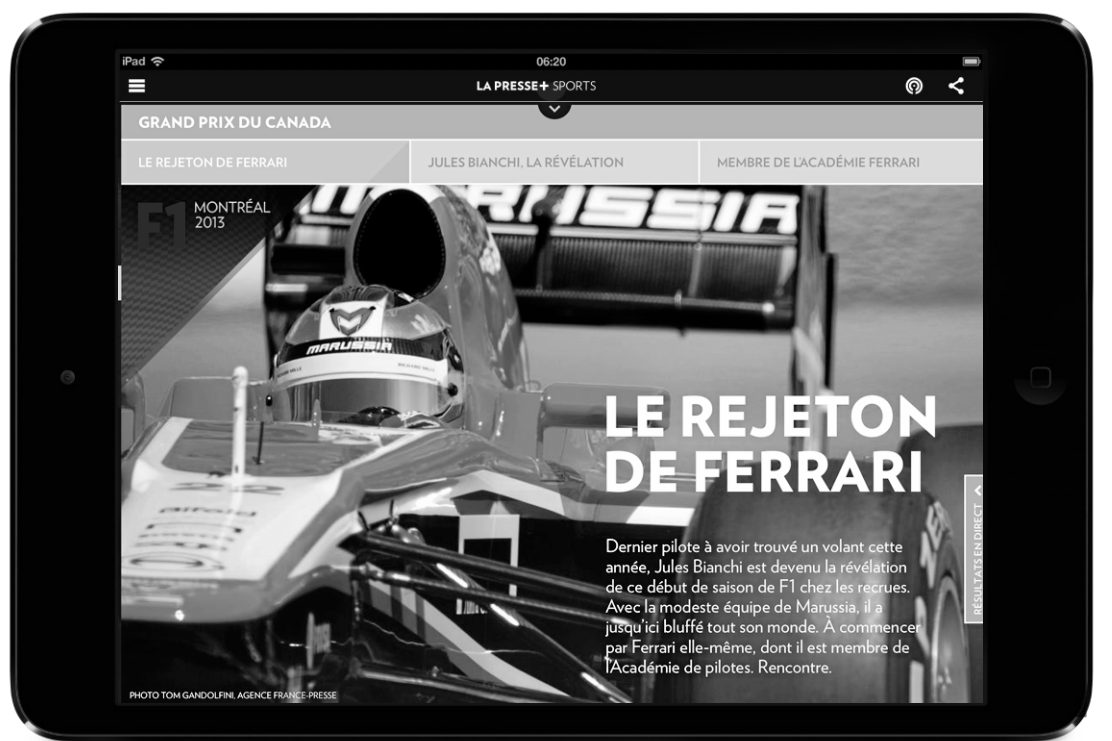 iPad
06:20
LA PRESSE+ SPORTS
GRAND PRIX DU CANADA
LE REJETON DE FERRARI
JULES BIANCHI, LA RÉVÉLATION
MEMBRE DE L'ACADÉMIE FERRARI
F1
MONTRÉAL
2013
MARUSSIA
MARUSSIA
RICHARD MILLE
RICHARD MILLE
LE REJETON
DE FERRARI
Dernier pilote à avoir trouvé un volant cette
année, Jules Bianchi est devenu la révélation
de ce début de saison de F1 chez les recrues.
Avec la modeste équipe de Marussia, il a
jusqu'ici bluffé tout son monde. À commencer
par Ferrari elle-même, dont il est membre de
l'Académie de pilotes. Rencontre.
RÉSULTATS EN DIRECT
PHOTO TOM GANDOLFINI, AGENCE FRANCE-PRESSE